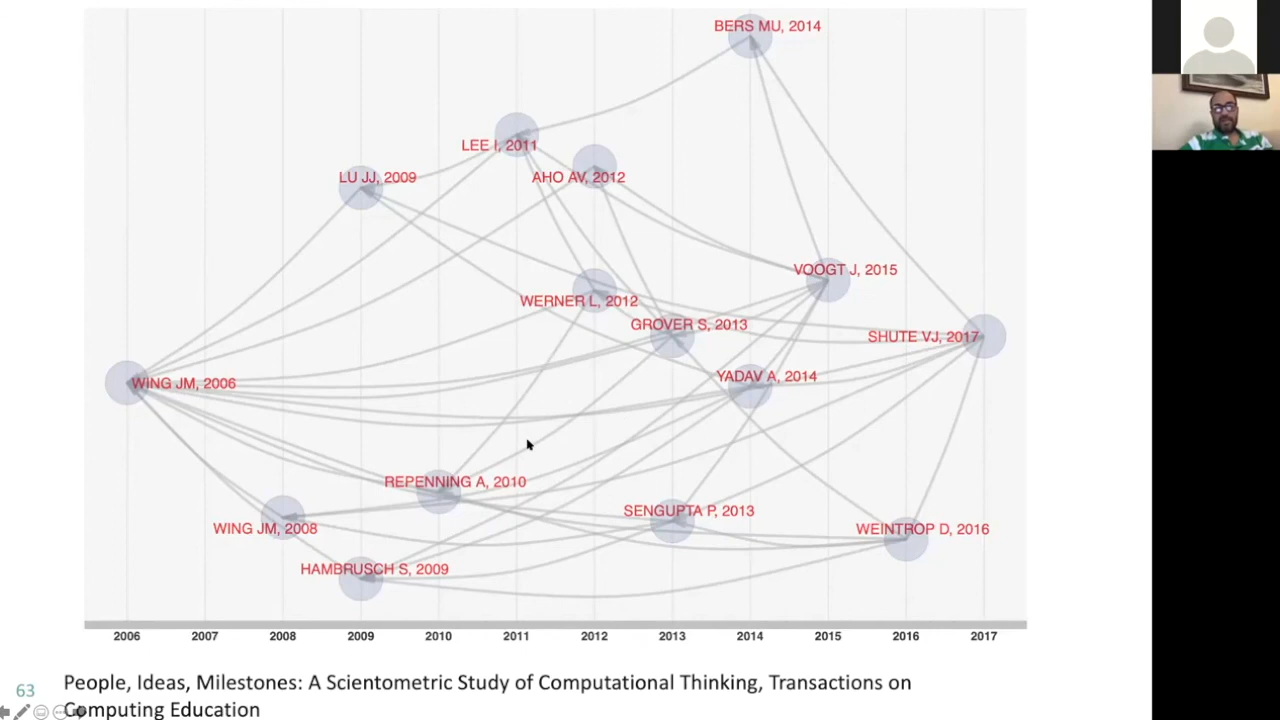 BERS MU, 2014
LEE I, 2011
LU JJ, 2009
AHO AV, 2012
VOOGT J, 2015
WERNER L, 2012
GROVER S, 2013
SHUTE VJ, 2017
YADAV A, 2014
WING JM, 2006
REPENNING A, 2010
SENGUPTA P, 2013
WING JM, 2008
WEINTROP D, 2016
HAMBRUSCH S, 2009
2006 2007 2008 2009 2010 2011 2012 2013 2014 2015 2016 2017
63
People, Ideas, Milestones: A Scientometric Study of Computational Thinking, Transactions on
Computing Education